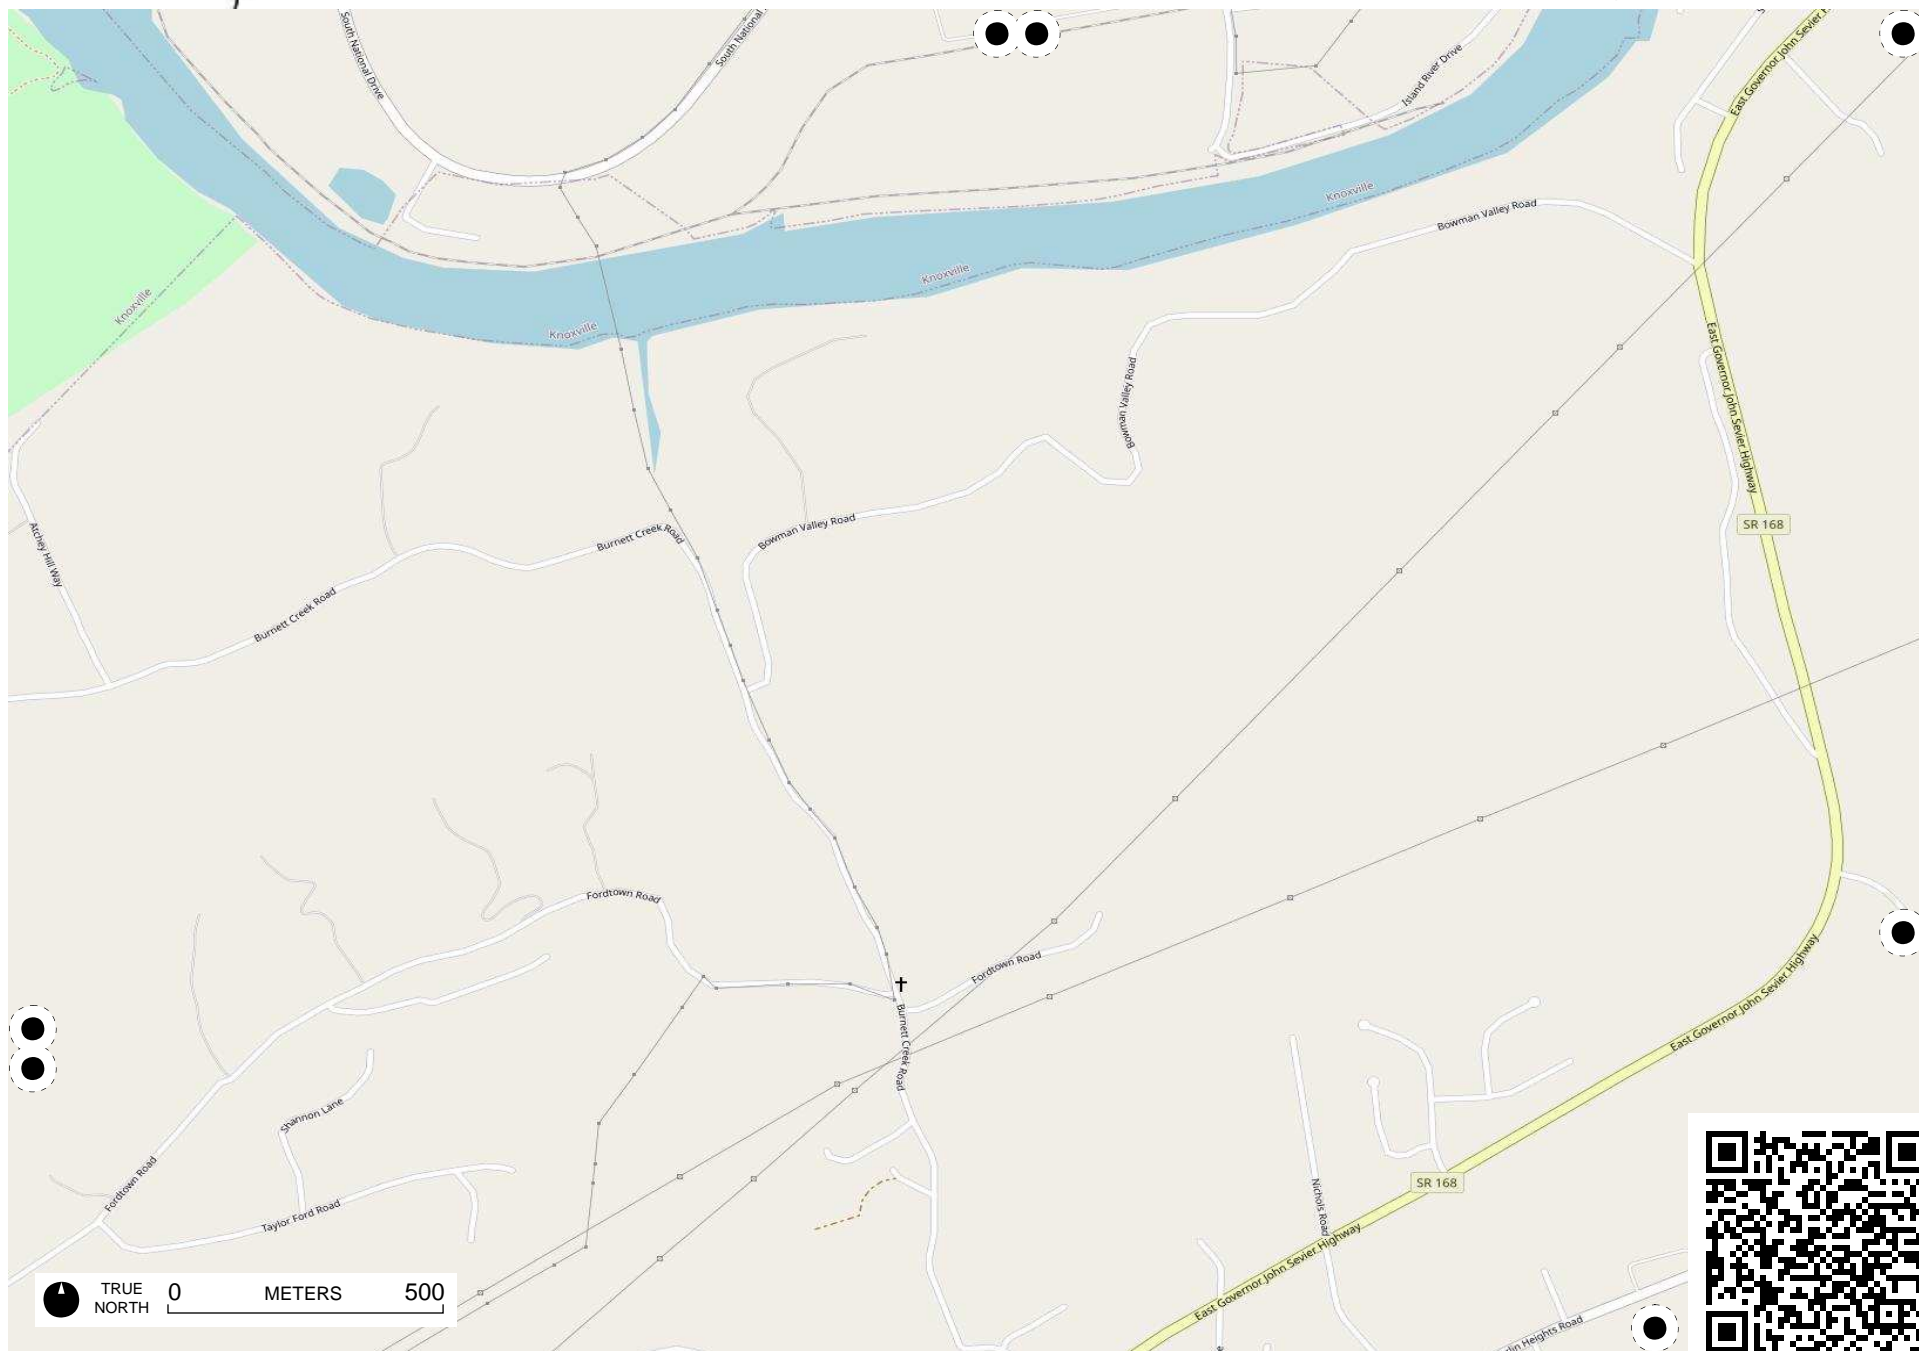 South National Drive
South National
Island River Drive
East Governor John Sevier
Knoxville
Bowman Valley Road
Knoxville
Knoxville
Knoxville
East Governor John Sevier Highway
Bowman Valley Road
SR 168
Atchey Hill Way
Burnett Creek Road
Bowman Valley Road
Burnett Creek Road
Fordtown Road
Fordtown Road
East Governor John Sevier Highway
Burnett Creek Road
Shannon Lane
Fordtown Road
Taylor Ford Road
SR 168
Nichols Road
East Governor John Sevier Highway
TRUE
NORTH
0 METERS 500
Heights Road